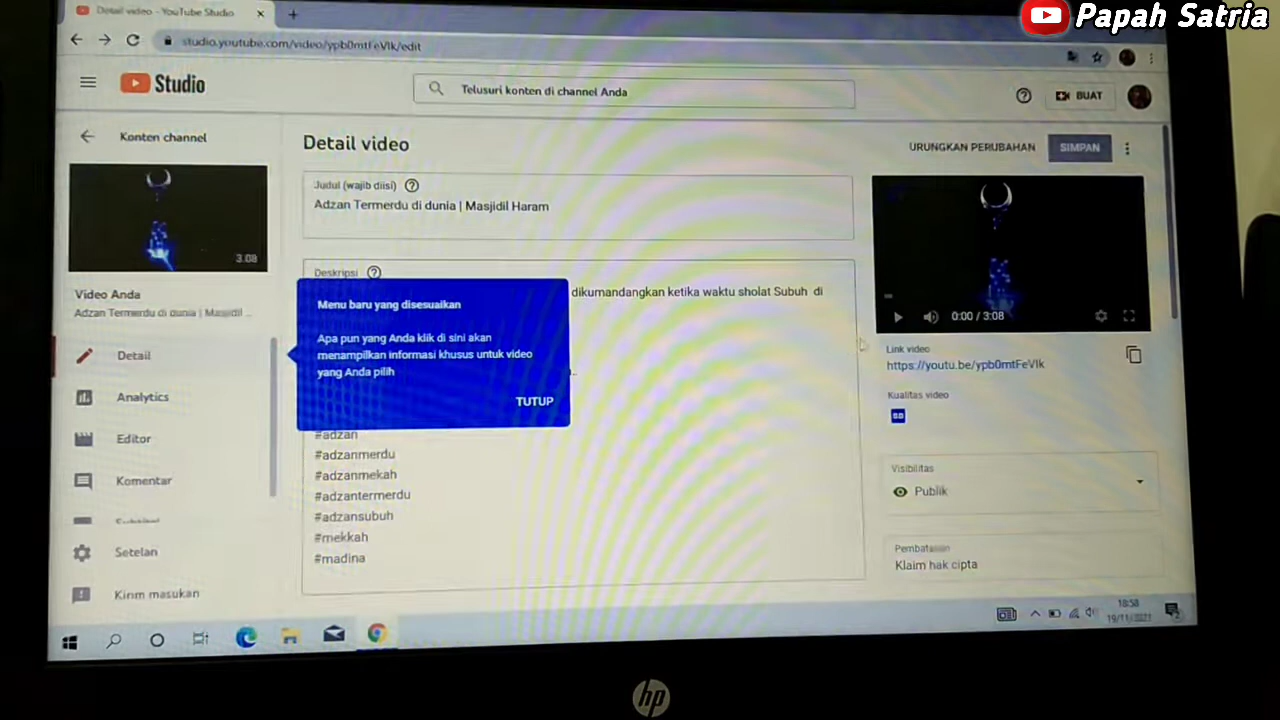 Papah Satria
Detail video - YouTube Studio
studio.youtube.com/video/ypb0mtFeVIk/edit
Studio
Telusuri konten di channel Anda
BUAT
Konten channel
Detail video
URUNGKAN PERUBAHAN
SIMPAN
3.08
Video Anda
Adzan Termerdu di dunia | Masjidil ...
Detail
Analytics
Editor
Komentar
Setelan
Kirim masukan
Judul (wajib diisi)
Adzan Termerdu di dunia | Masjidil Haram
Deskripsi
dikumandangkan ketika waktu sholat Subuh di
Menu baru yang disesuaikan
Apa pun yang Anda klik di sini akan
menampilkan informasi khusus untuk video
yang Anda pilih
TUTUP
#adzan
#adzanmerdu
#adzanmekah
#adzantermerdu
#adzansubuh
#mekkah
#madina
0:00 / 3:08
Link video
https://youtu.be/ypb0mtFeVIk
Kualitas video
Visibilitas
Publik
Pembatasan
Klaim hak cipta
18:58
hp